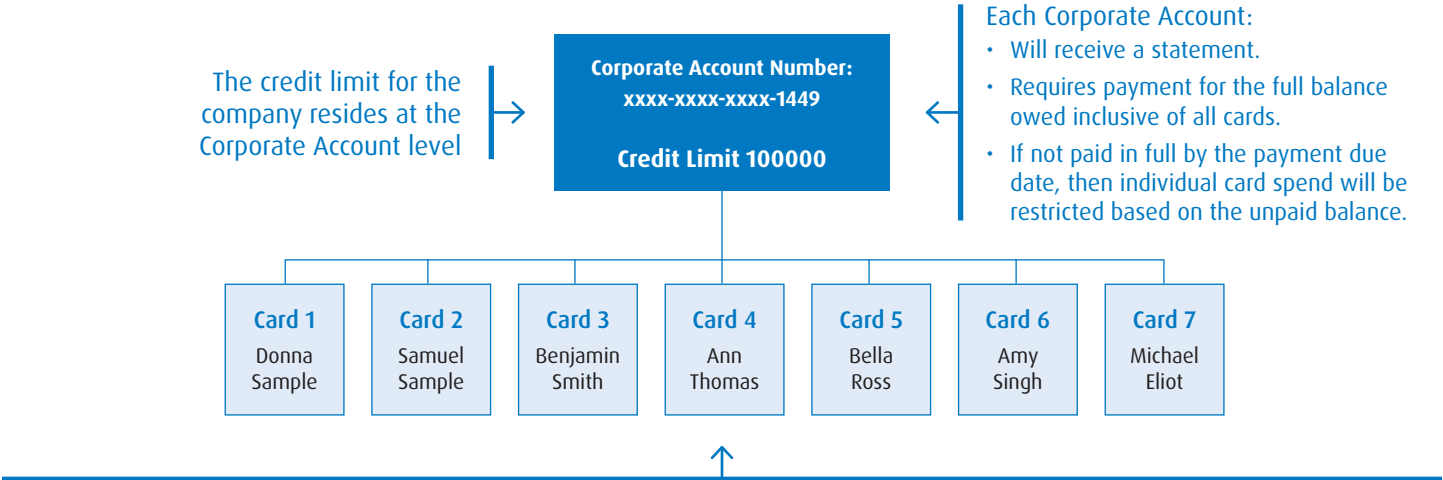 The credit limit for the
company resides at the
Corporate Account level
Corporate Account Number:
xxxx-xxxx-xxxx-1449
Credit Limit 100000
Each Corporate Account:
• Will receive a statement.
• Requires payment for the full balance
owed inclusive of all cards.
• If not paid in full by the payment due
date, then individual card spend will be
restricted based on the unpaid balance.
Card 1
Donna
Sample
Card 2
Samuel
Sample
Card 3
Benjamin
Smith
Card 4
Ann
Thomas
Card 5
Bella
Ross
Card 6
Amy
Singh
Card 7
Michael
Eliot